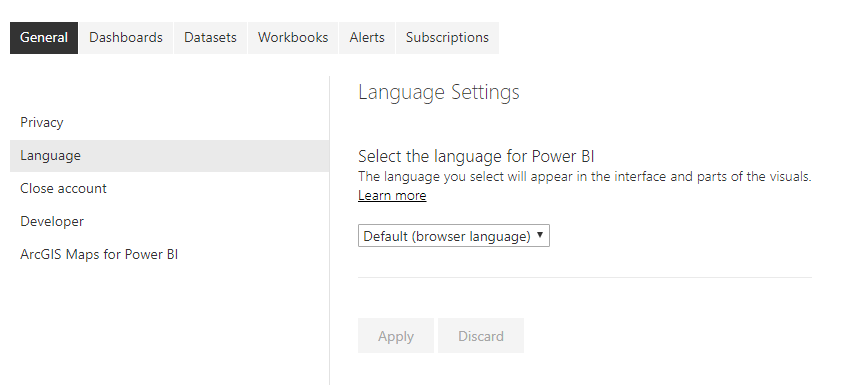 General Dashboards Datasets Workbooks Alerts Subscriptions
Privacy
Language
Close account
Developer
ArcGIS Maps for Power BI
Language Settings
Select the language for Power BI
The language you select will appear in the interface and parts of the visuals.
Learn more
Default (browser language)
Apply Discard